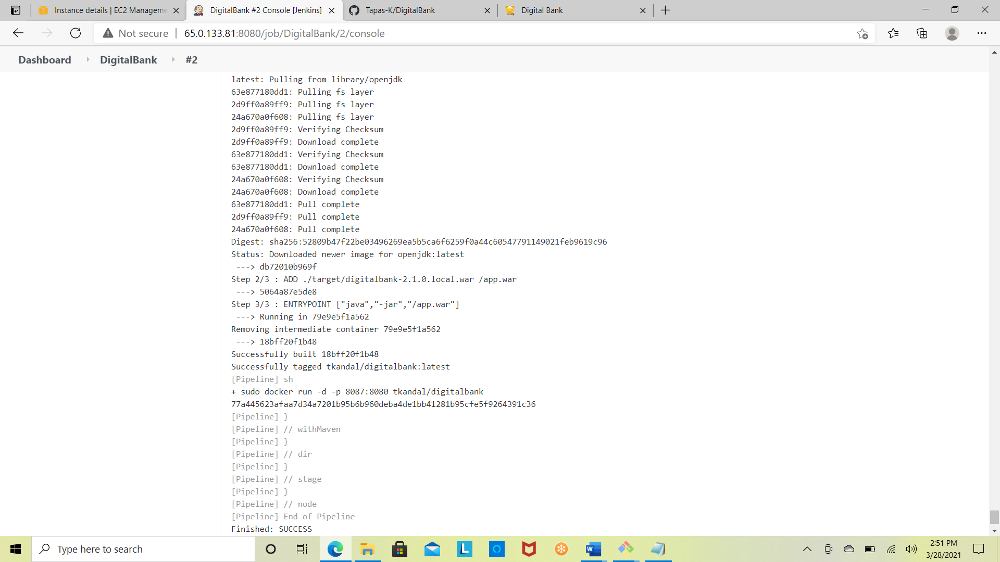 Instance details | EC2 Manageme
DigitalBank #2 Console [Jenkins]
Tapas-K/DigitalBank
Digital Bank
Not secure
65.0.133.81:8080/job/DigitalBank/2/console
Dashboard
DigitalBank
#2
latest: Pulling from library/openjdk
63e877180dd1: Pulling fs layer
2d9ff0a89ff9: Pulling fs layer
24a670a0f608: Pulling fs layer
2d9ff0a89ff9: Verifying Checksum
2d9ff0a89ff9: Download complete
63e877180dd1: Verifying Checksum
63e877180dd1: Download complete
24a670a0f608: Verifying Checksum
24a670a0f608: Download complete
63e877180dd1: Pull complete
2d9ff0a89ff9: Pull complete
24a670a0f608: Pull complete
Digest: sha256:52809b47f22be03496269ea5b5ca6f6259f0a44c60547791149021feb9619c96
Status: Downloaded newer image for openjdk:latest
---> db72010b969f
Step 2/3 : ADD ./target/digitalbank-2.1.0.local.war /app.war
---> 5064a87e5de8
Step 3/3 : ENTRYPOINT ["java","-jar","/app.war"]
---> Running in 79e9e5f1a562
Removing intermediate container 79e9e5f1a562
---> 18bff20f1b48
Successfully built 18bff20f1b48
Successfully tagged tkandal/digitalbank:latest
[Pipeline] sh
+ sudo docker run -d -p 8087:8080 tkandal/digitalbank
77a445623afaa7d34a7201b95b6b960deba4de1bb41281b95cfe5f9264391c36
[Pipeline] }
[Pipeline] // withMaven
[Pipeline] }
[Pipeline] // dir
[Pipeline] }
[Pipeline] // stage
[Pipeline] }
[Pipeline] // node
[Pipeline] End of Pipeline
Finished: SUCCESS
Type here to search
2:51 PM
3/28/2021